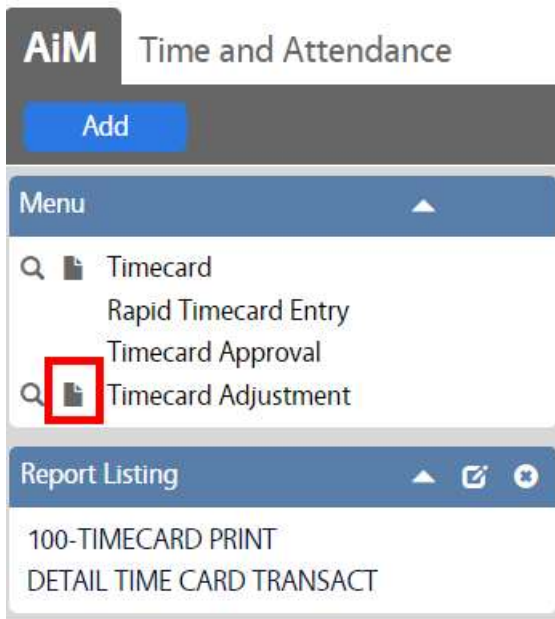 AiM Time and Attendance
Add
Menu
Timecard
Rapid Timecard Entry
Timecard Approval
Timecard Adjustment
Report Listing
100-TIMECARD PRINT
DETAIL TIME CARD TRANSACT